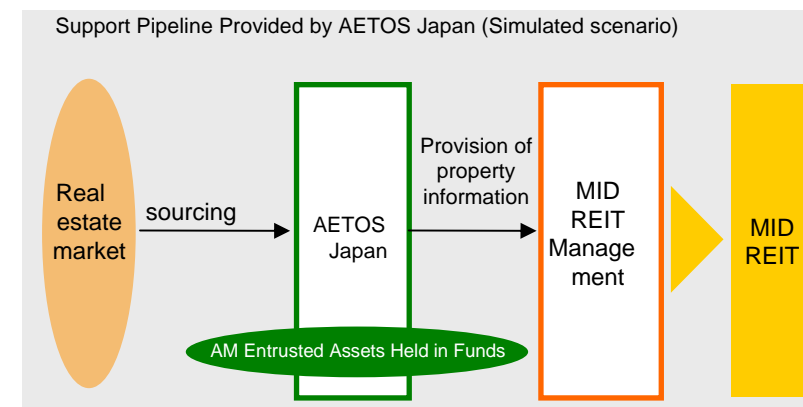 Support Pipeline Provided by AETOS Japan (Simulated scenario)
Real
estate
market
sourcing
AETOS
Japan
Provision of
property
information
MID
REIT
Manage
ment
MID
REIT
AM Entrusted Assets Held in Funds